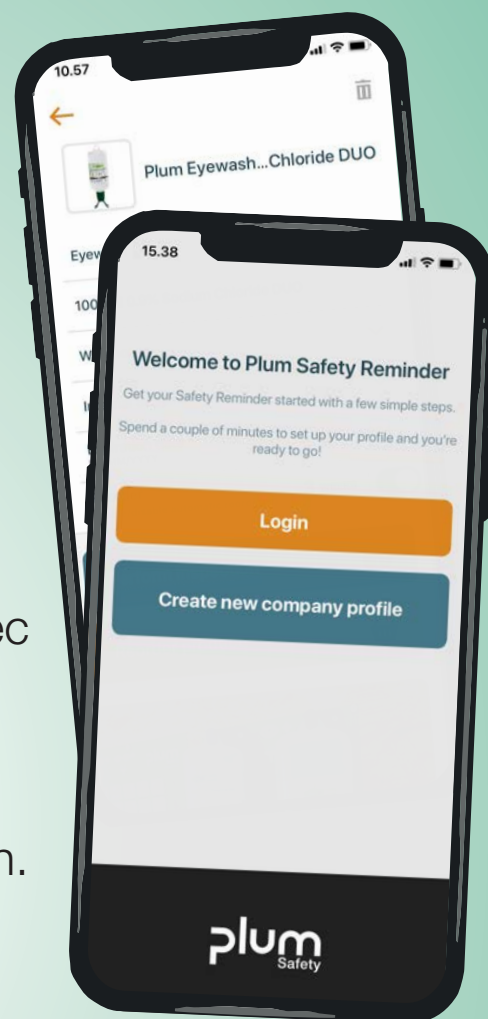 10.57
Plum Eyewash...Chloride DUO
15.38
Welcome to Plum Safety Reminder
Get your Safety Reminder started with a few simple steps.
Spend a couple of minutes to set up your profile and you're
ready to go!
Login
Create new company profile
plum
Safety